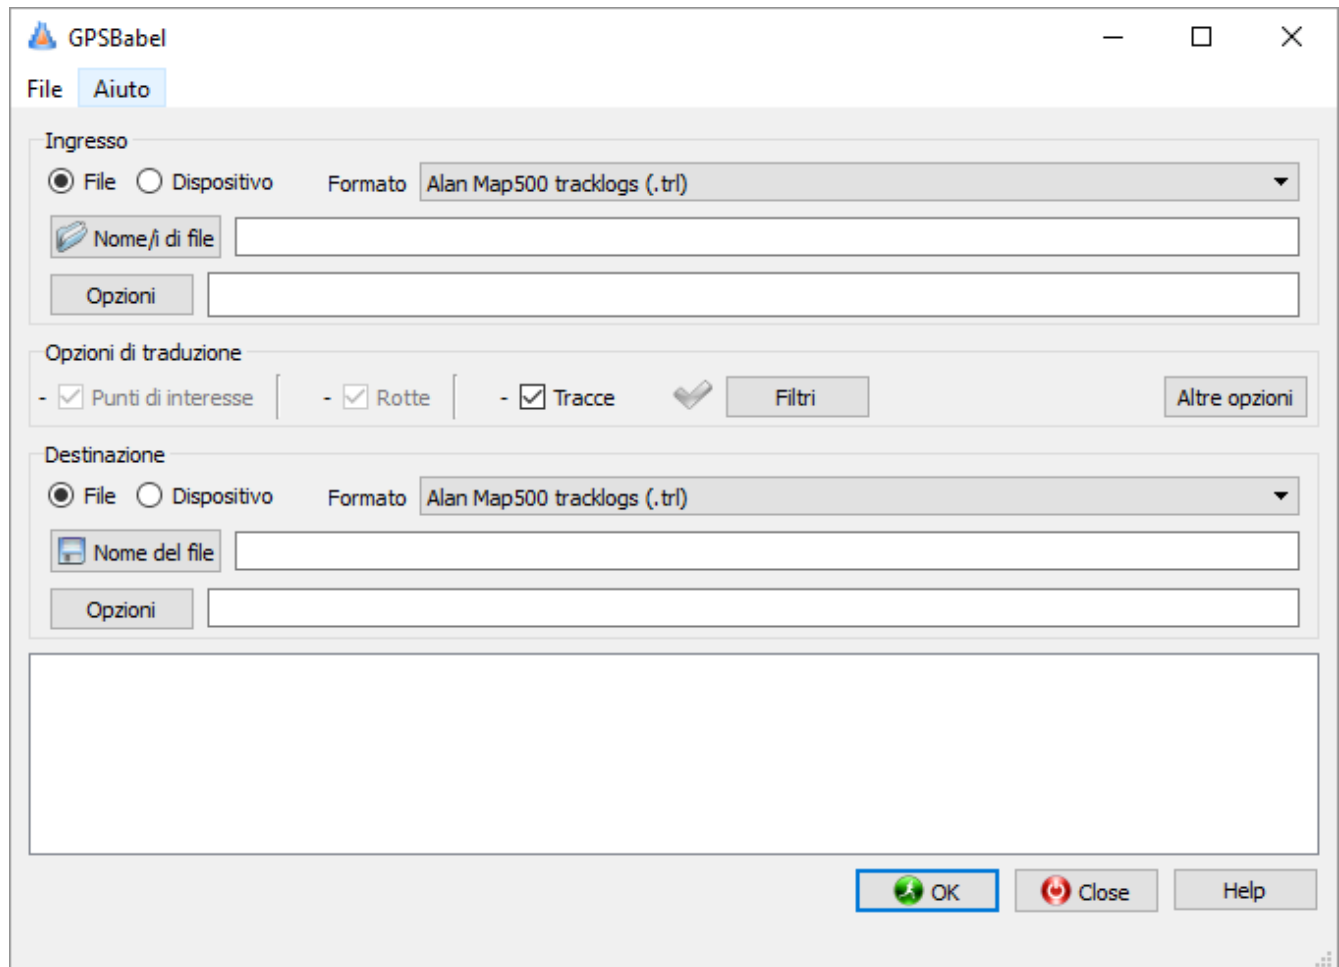 GPSBabel
File Aiuto
Ingresso
File Dispositivo Formato Alan Map500 tracklogs (.trl)
Nome/i di file
Opzioni
Opzioni di traduzione
- Punti di interesse - Rotte - Tracce Filtri Altre opzioni
Destinazione
File Dispositivo Formato Alan Map500 tracklogs (.trl)
Nome del file
Opzioni
OK Close Help